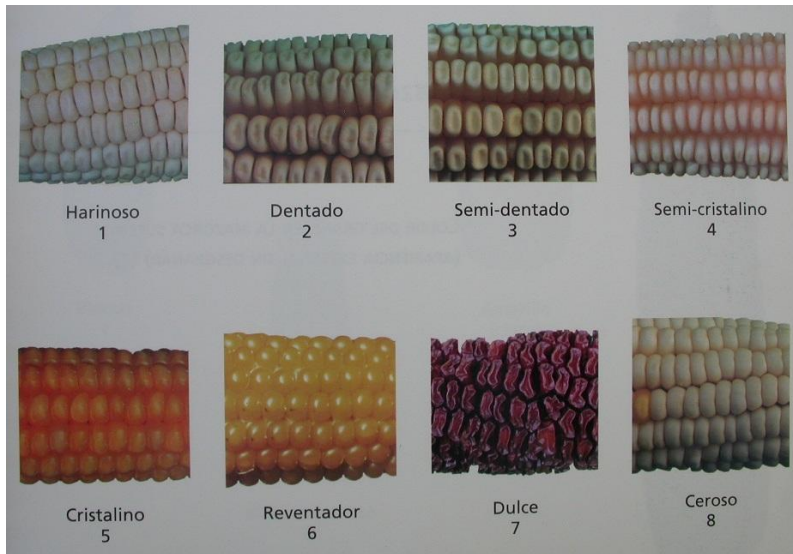 Harinoso
1
Dentado
2
Semi-dentado
3
Semi-cristalino
4
Cristalino
5
Reventador
6
Dulce
7
Ceroso
8